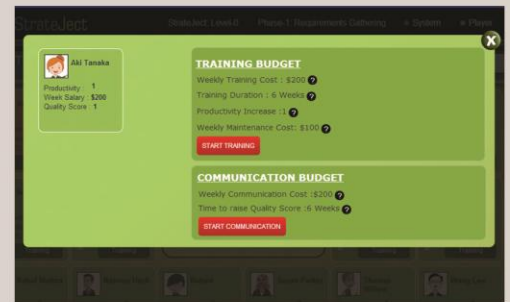 StrateJect
StrateJect Level-0 Phase-1: Requirements Gathering System Player
X
Aki Tanaka
Productivity : 1
Week Salary : $200
Quality Score : 1
TRAINING BUDGET
Weekly Training Cost : $200 ?
Training Duration : 6 Weeks ?
Productivity Increase :1 ?
Weekly Maintenance Cost: $100 ?
START TRAINING
COMMUNICATION BUDGET
Weekly Communication Cost :$200 ?
Time to raise Quality Score :6 Weeks ?
START COMMUNICATION